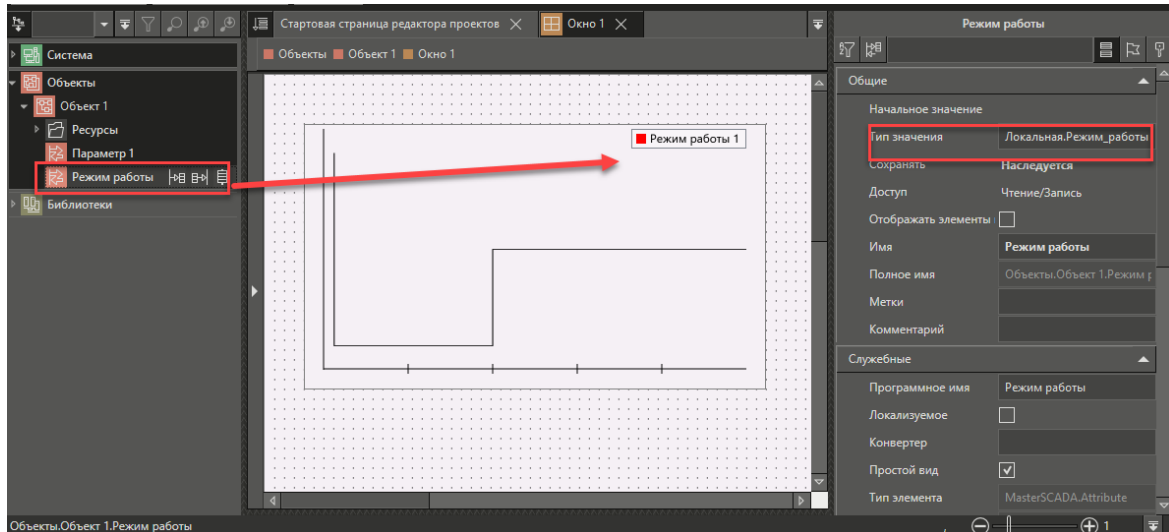 Стартовая страница редактора проектов
Окно 1
Режим работы
Система
Объекты
Объект 1
Ресурсы
Параметр 1
Режим работы
Библиотеки
Объекты Объект 1 Окно 1
Режим работы 1
Общие
Начальное значение
Тип значения Локальная.Режим_работы
Сохранять Наследуется
Доступ Чтение/Запись
Отображать элементы
Имя Режим работы
Полное имя Объекты.Объект 1.Режим р
Метки
Комментарий
Служебные
Программное имя Режим работы
Локализуемое
Конвертер
Простой вид
Тип элемента MasterSCADA.Attribute
Объекты.Объект 1.Режим работы
1